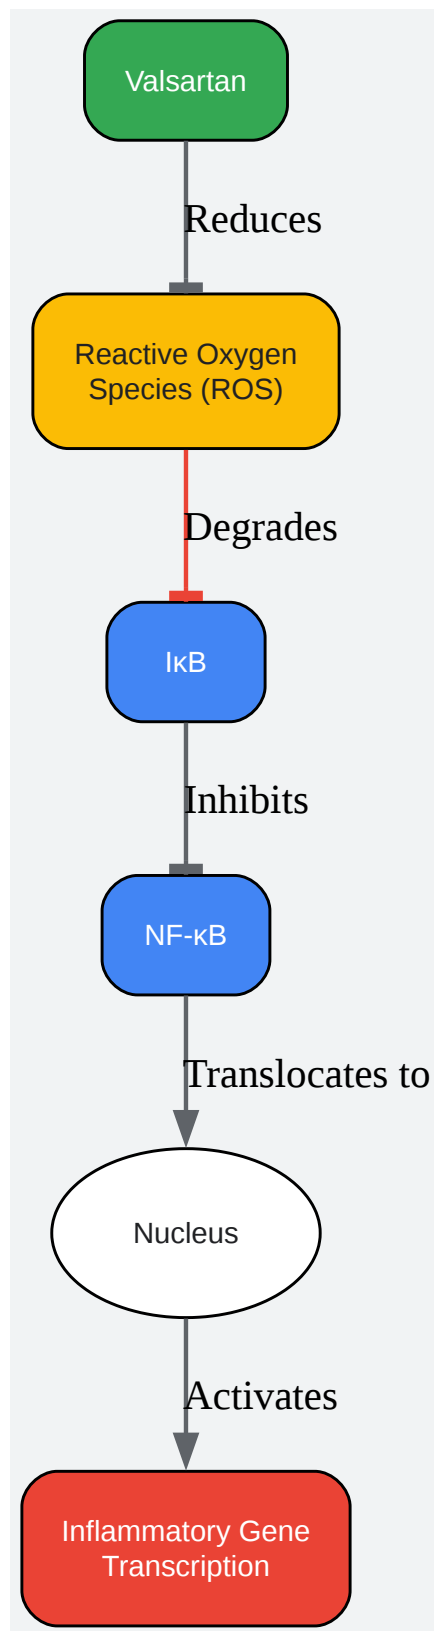 Valsartan
Reduces
Reactive Oxygen
Species (ROS)
Degrades
IκB
Inhibits
NF-κB
Translocates to
Nucleus
Activates
Inflammatory Gene
Transcription